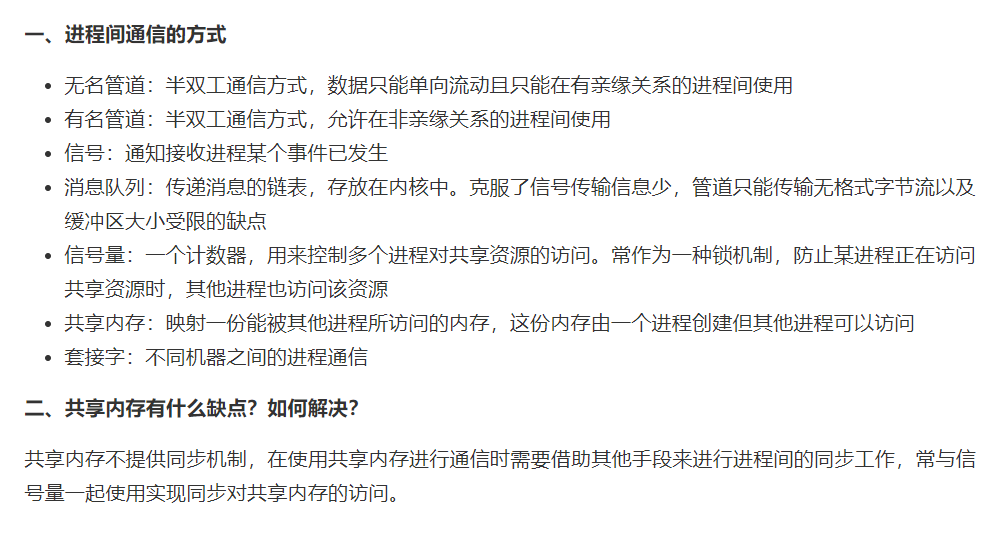 一、进程间通信的方式
• 无名管道：半双工通信方式，数据只能单向流动且只能在有亲缘关系的进程间使用
• 有名管道：半双工通信方式，允许在非亲缘关系的进程间使用
• 信号：通知接收进程某个事件已发生
• 消息队列：传递消息的链表，存放在内核中。克服了信号传输信息少，管道只能传输无格式字节流以及
缓冲区大小受限的缺点
• 信号量：一个计数器，用来控制多个进程对共享资源的访问。常作为一种锁机制，防止某进程正在访问
共享资源时，其他进程也访问该资源
• 共享内存：映射一份能被其他进程所访问的内存，这份内存由一个进程创建但其他进程可以访问
• 套接字：不同机器之间的进程通信
二、共享内存有什么缺点？如何解决？
共享内存不提供同步机制，在使用共享内存进行通信时需要借助其他手段来进行进程间的同步工作，常与信
号量一起使用实现同步对共享内存的访问。